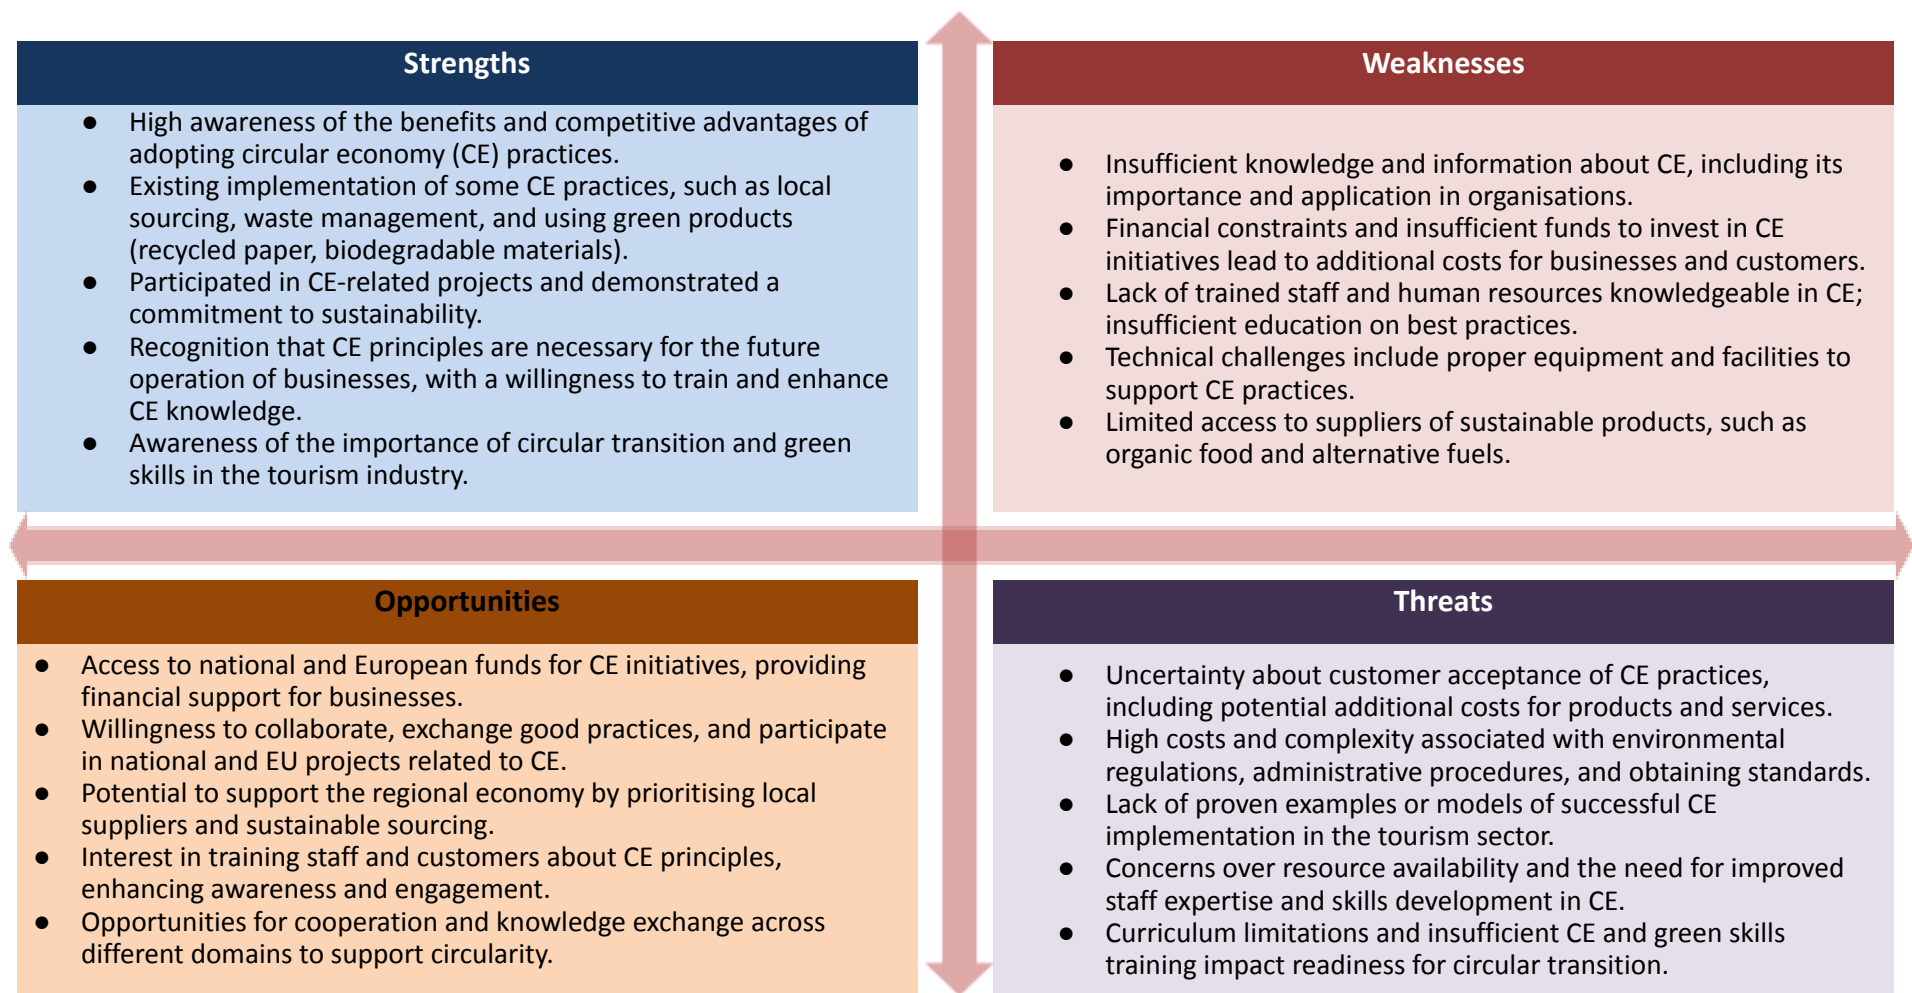 Strengths
● High awareness of the benefits and competitive advantages of
adopting circular economy (CE) practices.
● Existing implementation of some CE practices, such as local
sourcing, waste management, and using green products
(recycled paper, biodegradable materials).
● Participated in CE-related projects and demonstrated a
commitment to sustainability.
● Recognition that CE principles are necessary for the future
operation of businesses, with a willingness to train and enhance
CE knowledge.
● Awareness of the importance of circular transition and green
skills in the tourism industry.
Weaknesses
● Insufficient knowledge and information about CE, including its
importance and application in organisations.
● Financial constraints and insufficient funds to invest in CE
initiatives lead to additional costs for businesses and customers.
● Lack of trained staff and human resources knowledgeable in CE;
insufficient education on best practices.
● Technical challenges include proper equipment and facilities to
support CE practices.
● Limited access to suppliers of sustainable products, such as
organic food and alternative fuels.
Opportunities
● Access to national and European funds for CE initiatives, providing
financial support for businesses.
● Willingness to collaborate, exchange good practices, and participate
in national and EU projects related to CE.
● Potential to support the regional economy by prioritising local
suppliers and sustainable sourcing.
● Interest in training staff and customers about CE principles,
enhancing awareness and engagement.
● Opportunities for cooperation and knowledge exchange across
different domains to support circularity.
Threats
● Uncertainty about customer acceptance of CE practices,
including potential additional costs for products and services.
● High costs and complexity associated with environmental
regulations, administrative procedures, and obtaining standards.
● Lack of proven examples or models of successful CE
implementation in the tourism sector.
● Concerns over resource availability and the need for improved
staff expertise and skills development in CE.
● Curriculum limitations and insufficient CE and green skills
training impact readiness for circular transition.